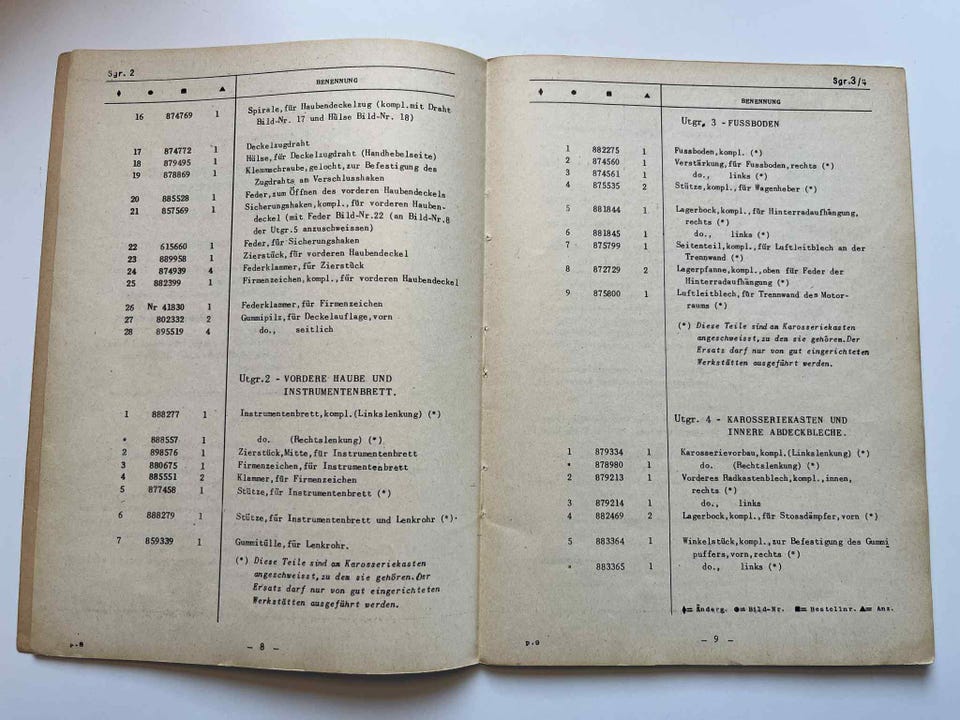 Sgr. 2
♦ ● ■ ▲ BENENNUNG
16 874769 1 Spirale,für Haubendeckelzug (kompl.mit Draht
Bild-Nr. 17 und Hülse Bild-Nr. 18)
Deckelzugdraht
17 874772 1 Hülse,für Deckelzugdraht (Handhebelseite)
18 879495 1 Klemmschraube,gelocht,zur Befestigung des
19 878869 1 Zugdrahts an Verschlusshaken
20 885528 1 Feder,zum Öffnen des vorderen Haubendeckels
21 857569 1 Sicherungshaken,kompl.,für vorderen Hauben-
deckel (mit Feder Bild-Nr.22 (an Bild-Nr.8
der Utgr.5 anzuschweissen)
22 615660 1 Feder,für Sicherungshaken
23 889958 1 Zierstück,für vorderen Haubendeckel
24 874939 4 Federklammer,für Zierstück
25 882399 1 Firmenzeichen,kompl.,für vorderen Haubendeckel
26 Nr 41830 1 Federklammer,für Firmenzeichen
27 802332 2 Gummipilz,für Deckelauflage,vorn
28 895519 4 do., seitlich
Utgr.2 - VORDERE HAUBE UND
INSTRUMENTENBRETT.
1 888277 1 Instrumentenbrett,kompl.(Linkslenkung) (*)
• 888557 1 do. (Rechtslenkung) (*)
2 898576 1 Zierstück,Mitte,für Instrumentenbrett
3 880675 1 Firmenzeichen,für Instrumentenbrett
4 885551 2 Klammer,für Firmenzeichen
5 877458 1 Stütze,für Instrumentenbrett (*)
6 888279 1 Stütze,für Instrumentenbrett und Lenkrohr (*).
7 859339 1 Gummitülle,für Lenkrohr.
(*) Diese Teile sind am Karosseriekasten
angeschweisst,zu dem sie gehören.Der
Ersatz darf nur von gut eingerichteten
Werkstätten ausgeführt werden.
p.8
- 8 -
Sgr.3/4
♦ ● ■ ▲ BENENNUNG
Utgr, 3 - FUSSBODEN
1 882275 1 Fussboden,kompl. (*)
2 874560 1 Verstärkung,für Fussboden,rechts (*)
3 874561 1 do., links (*)
4 875535 2 Stütze,kompl.,für Wagenheber (*)
5 881844 1 Lagerbock,kompl.,für Hinterradaufhängung,
rechts (*)
6 881845 1 do., links (*)
7 875799 1 Seitenteil,kompl.,für Luftleitblech an der
Trennwand (*)
8 872729 2 Lagerpfanne,kompl.,oben für Feder der
Hinterradaufhängung (*)
9 875800 1 Luftleitblech,für Trennwand des Motor-
raums (*)
(*) Diese Teile sind am Karosseriekasten
angeschweisst,zu dem sie gehören.Der
Ersatz darf nur von gut eingerichteten
Werkstätten ausgeführt werden.
Utgr. 4 - KAROSSERIEKASTEN UND
INNERE ABDECKBLECHE.
1 879334 1 Karosserievorbau,kompl.(Linkslenkung) (*)
• 878980 1 do. (Rechtslenkung) (*)
2 879213 1 Vorderes Radkastenblech,kompl.,innen,
rechts (*)
3 879214 1 do., links
4 882469 2 Lagerbock,kompl.,für Stossdämpfer,vorn (*)
5 883364 1 Winkelstück,kompl.,zur Befestigung des Gummi
puffers,vorn,rechts (*)
• 883365 1 do., links (*)
♦= Änderg. ●= Bild-Nr. ■= Bestellnr. ▲= Anz.
p.9
- 9 -